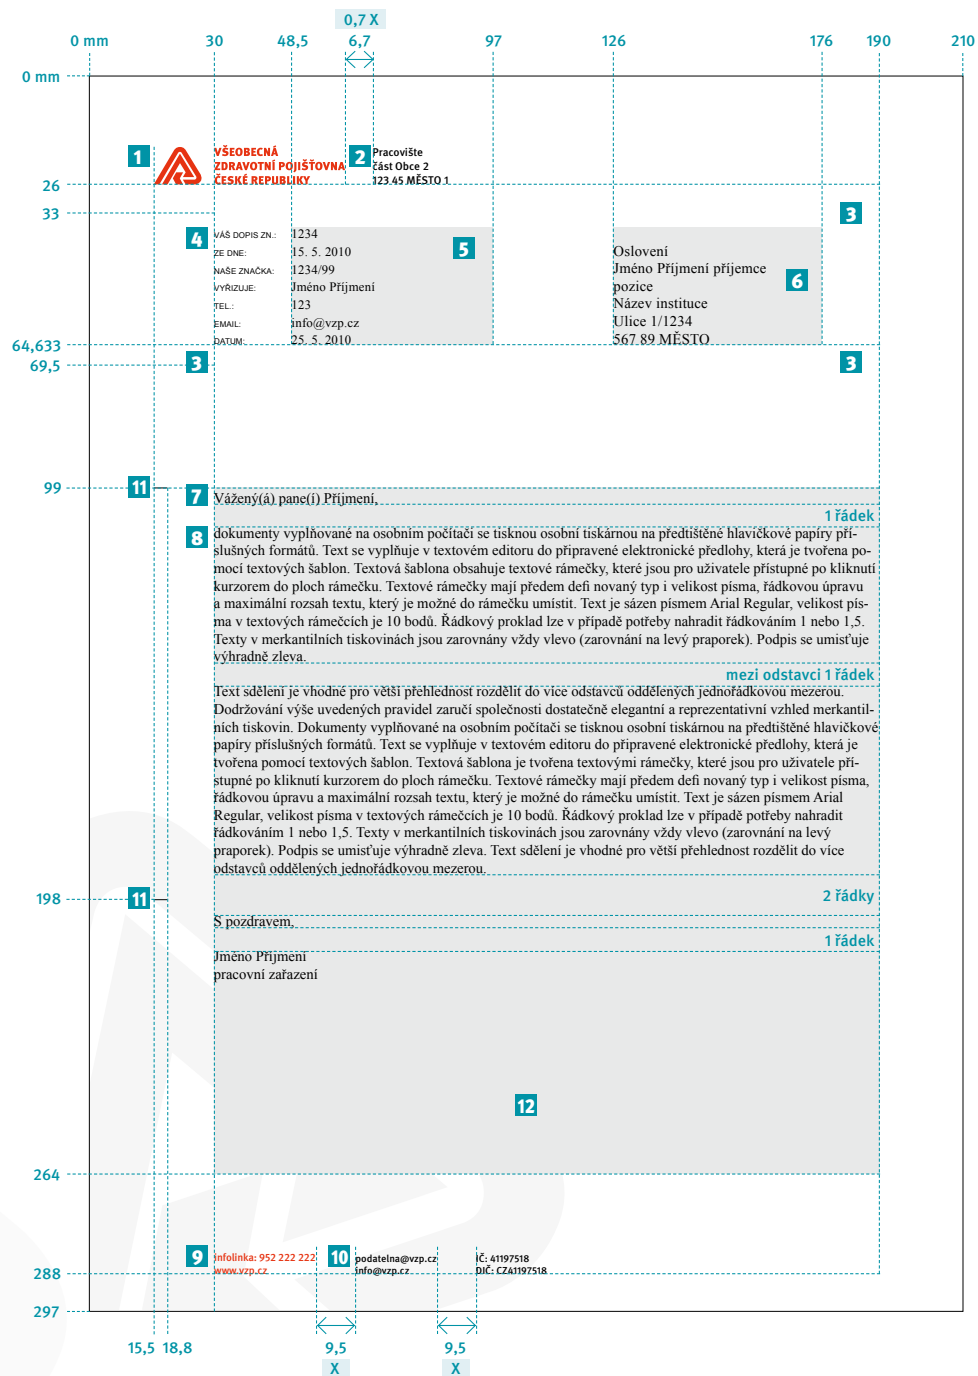 0,7 X
0 mm 30 48,5 6,7 97 126 176 190 210
0 mm
1
VŠEOBECNÁ
ZDRAVOTNÍ POJIŠŤOVNA
ČESKÉ REPUBLIKY
2
Pracoviště
část Obce 2
123 45 MĚSTO 1
26
33
3
4
VÁŠ DOPIS ZN.: 1234
ZE DNE: 15. 5. 2010
NAŠE ZNAČKA: 1234/99
VYŘIZUJE: Jméno Příjmení
TEL.: 123
EMAIL: info@vzp.cz
DATUM: 25. 5. 2010
5
Oslovení
Jméno Příjmení příjemce
pozice
Název instituce
Ulice 1/1234
567 89 MĚSTO
6
64,633
69,5
3
3
99
11
7
Vážený(á) pane(í) Příjmení,
1 řádek
8
dokumenty vyplňované na osobním počítači se tisknou osobní tiskárnou na předtištěné hlavičkové papíry pří-
slušných formátů. Text se vyplňuje v textovém editoru do připravené elektronické předlohy, která je tvořena po-
mocí textových šablon. Textová šablona obsahuje textové rámečky, které jsou pro uživatele přístupné po kliknutí
kurzorem do ploch rámečku. Textové rámečky mají předem defi novaný typ i velikost písma, řádkovou úpravu
a maximální rozsah textu, který je možné do rámečku umístit. Text je sázen písmem Arial Regular, velikost pís-
ma v textových rámečcích je 10 bodů. Řádkový proklad lze v případě potřeby nahradit řádkováním 1 nebo 1,5.
Texty v merkantilních tiskovinách jsou zarovnány vždy vlevo (zarovnání na levý praporek). Podpis se umisťuje
výhradně zleva.
mezi odstavci 1 řádek
Text sdělení je vhodné pro větší přehlednost rozdělit do více odstavců oddělených jednořádkovou mezerou.
Dodržování výše uvedených pravidel zaručí společnosti dostatečně elegantní a reprezentativní vzhled merkantil-
ních tiskovin. Dokumenty vyplňované na osobním počítači se tisknou osobní tiskárnou na předtištěné hlavičkové
papíry příslušných formátů. Text se vyplňuje v textovém editoru do připravené elektronické předlohy, která je
tvořena pomocí textových šablon. Textová šablona je tvořena textovými rámečky, které jsou pro uživatele pří-
stupné po kliknutí kurzorem do ploch rámečku. Textové rámečky mají předem defi novaný typ i velikost písma,
řádkovou úpravu a maximální rozsah textu, který je možné do rámečku umístit. Text je sázen písmem Arial
Regular, velikost písma v textových rámečcích je 10 bodů. Řádkový proklad lze v případě potřeby nahradit
řádkováním 1 nebo 1,5. Texty v merkantilních tiskovinách jsou zarovnány vždy vlevo (zarovnání na levý
praporek). Podpis se umisťuje výhradně zleva. Text sdělení je vhodné pro větší přehlednost rozdělit do více
odstavců oddělených jednořádkovou mezerou.
198
11
2 řádky
S pozdravem,
1 řádek
Jméno Příjmení
pracovní zařazení
12
264
9
infolinka: 952 222 222
www.vzp.cz
10
podatelna@vzp.cz
info@vzp.cz
IČ: 41197518
DIČ: CZ41197518
288
297
15,5 18,8 9,5 9,5
X X